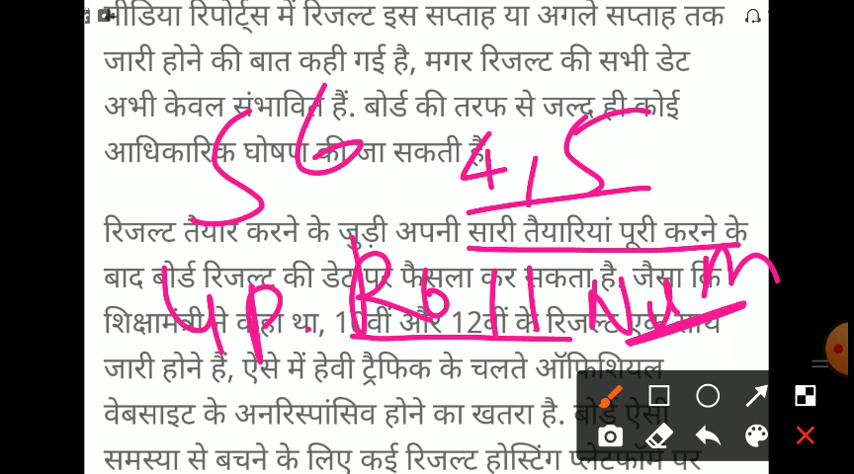 मीडिया रिपोर्ट्स में रिजल्ट इस सप्ताह या अगले सप्ताह तक
जारी होने की बात कही गई है, मगर रिजल्ट की सभी डेट
अभी केवल संभावित हैं. बोर्ड की तरफ से जल्द ही कोई
आधिकारिक घोषणा की जा सकती है.
56
4,5
रिजल्ट तैयार करने के जुड़ी अपनी सारी तैयारियां पूरी करने के
बाद बोर्ड रिजल्ट की डेट पर फैसला कर सकता है. जैसा कि
UP. Roll Num
शिक्षामंत्री ने कहा था, 10वीं और 12वीं के रिजल्ट एक साथ
जारी होने हैं, ऐसे में हेवी ट्रैफिक के चलते ऑफिशियल
वेबसाइट के अनरिस्पांसिव होने का खतरा है. बोर्ड ऐसी
समस्या से बचने के लिए कई रिजल्ट होस्टिंग प्लेटफॉर्म पर